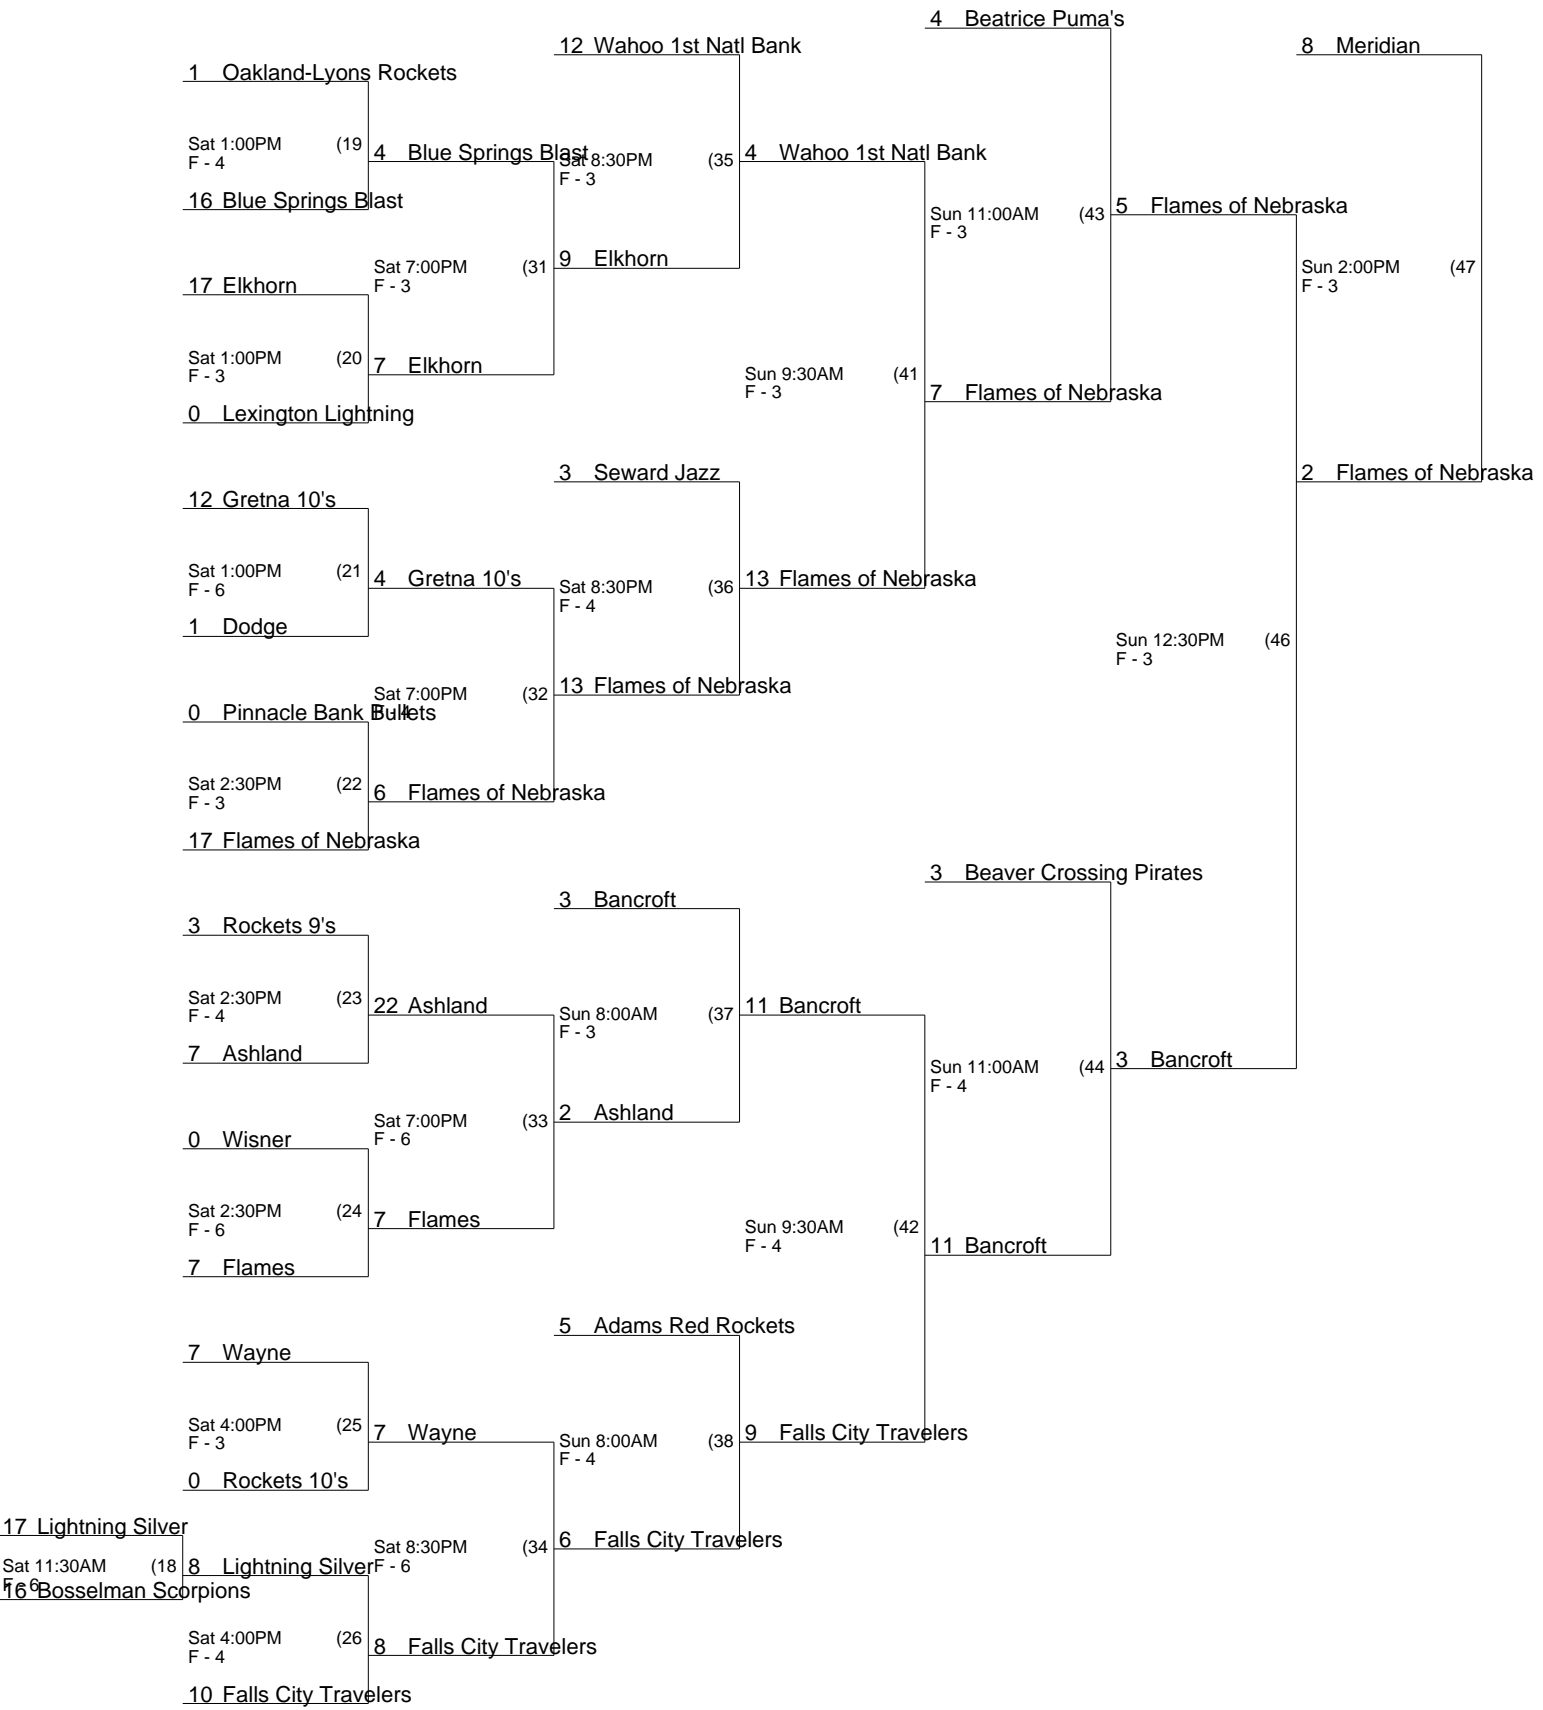 4 Beatrice Puma's
12 Wahoo 1st Natl Bank
8 Meridian
1 Oakland-Lyons Rockets
Sat 1:00PM (19
F - 4
4 Blue Springs Blast
Sat 8:30PM (35
F - 3
4 Wahoo 1st Natl Bank
16 Blue Springs Blast
Sun 11:00AM (43
F - 3
5 Flames of Nebraska
17 Elkhorn
Sat 7:00PM (31
F - 3
9 Elkhorn
Sun 2:00PM (47
F - 3
Sat 1:00PM (20
F - 3
7 Elkhorn
Sun 9:30AM (41
F - 3
7 Flames of Nebraska
0 Lexington Lightning
3 Seward Jazz
2 Flames of Nebraska
12 Gretna 10's
Sat 1:00PM (21
F - 6
4 Gretna 10's
Sat 8:30PM (36
F - 4
13 Flames of Nebraska
1 Dodge
Sun 12:30PM (46
F - 3
Sat 7:00PM (32
F - 4
13 Flames of Nebraska
0 Pinnacle Bank Bullets
Sat 2:30PM (22
F - 3
6 Flames of Nebraska
17 Flames of Nebraska
3 Beaver Crossing Pirates
3 Bancroft
3 Rockets 9's
Sat 2:30PM (23
F - 4
22 Ashland
Sun 8:00AM (37
F - 3
11 Bancroft
7 Ashland
Sun 11:00AM (44
F - 4
3 Bancroft
0 Wisner
Sat 7:00PM (33
F - 6
2 Ashland
Sat 2:30PM (24
F - 6
7 Flames
Sun 9:30AM (42
F - 4
11 Bancroft
7 Flames
5 Adams Red Rockets
7 Wayne
Sat 4:00PM (25
F - 3
7 Wayne
Sun 8:00AM (38
F - 4
9 Falls City Travelers
0 Rockets 10's
17 Lightning Silver
Sat 11:30AM (18
F - 6
8 Lightning Silver
Sat 8:30PM (34
F - 6
6 Falls City Travelers
16 Bosselman Scorpions
Sat 4:00PM (26
F - 4
8 Falls City Travelers
10 Falls City Travelers